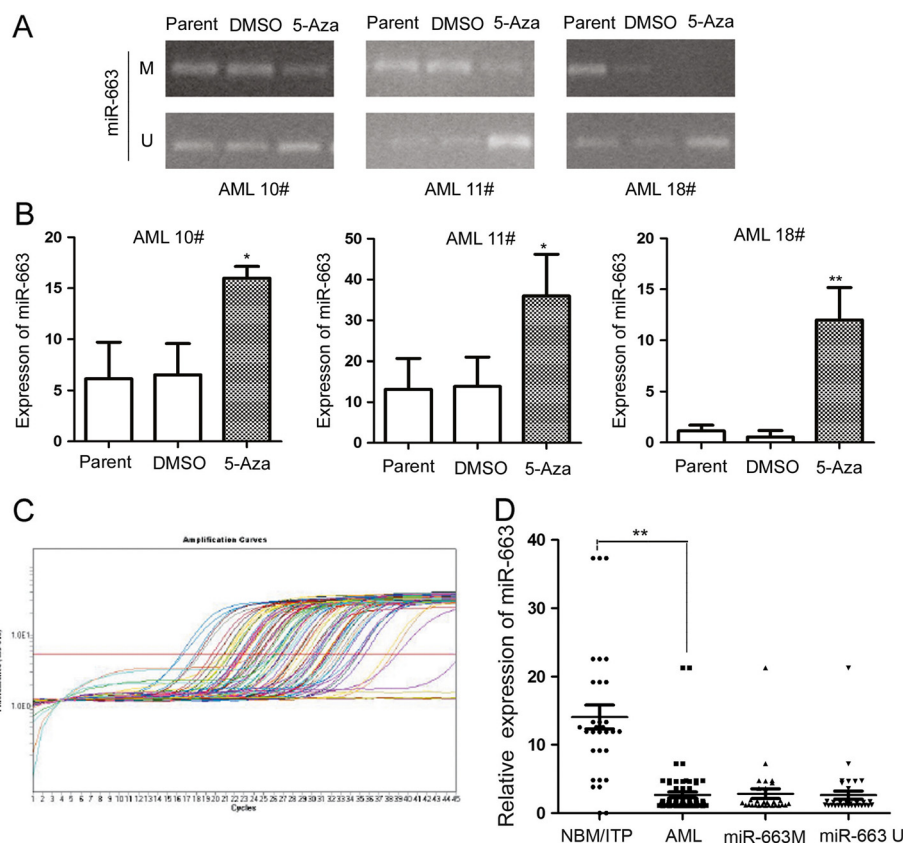 A
Parent DMSO 5-Aza
Parent DMSO 5-Aza
Parent DMSO 5-Aza
miR-663
M
U
AML 10#
AML 11#
AML 18#
B
AML 10#
Expresson of miR-663
20
15
10
5
0
Parent DMSO 5-Aza
*
AML 11#
Expresson of miR-663
50
40
30
20
10
0
Parent DMSO 5-Aza
*
AML 18#
Expresson of miR-663
20
15
10
5
0
Parent DMSO 5-Aza
**
C
Amplification Curves
1.0E1
1.0E0
1 2 3 4 5 6 7 8 9 10 11 12 13 14 15 16 17 18 19 20 21 22 23 24 25 26 27 28 29 30 31 32 33 34 35 36 37 38 39 40 41 42 43 44 45
Cycles
D
Relative expression of miR-663
40
30
20
10
0
**
NBM/ITP AML miR-663M miR-663 U